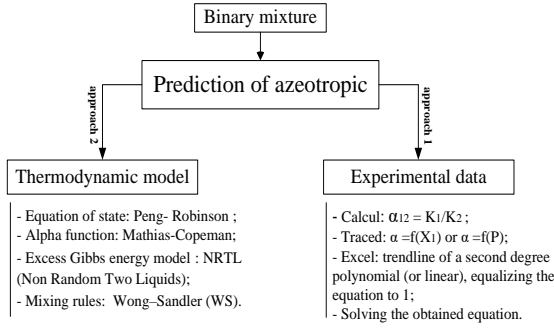 Binary mixture
Prediction of azeotropic
approach 2
approach 1
Thermodynamic model
- Equation of state: Peng- Robinson ;
- Alpha function: Mathias-Copeman;
- Excess Gibbs energy model : NRTL
(Non Random Two Liquids);
- Mixing rules: Wong–Sandler (WS).
Experimental data
- Calcul: α12 = K1/K2 ;
- Traced: α =f(X1) or α =f(P);
- Excel: trendline of a second degree
polynomial (or linear), equalizing the
equation to 1;
- Solving the obtained equation.